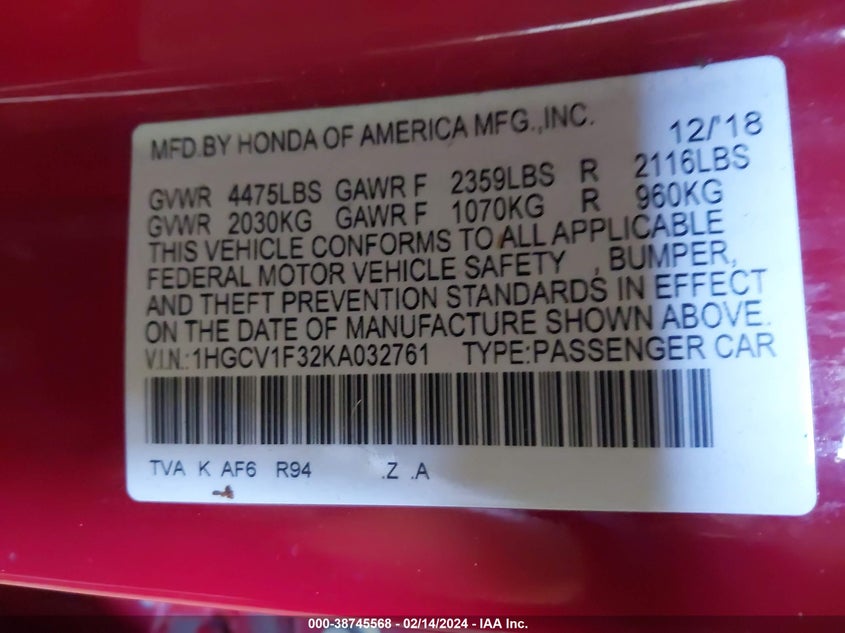 MFD.BY HONDA OF AMERICA MFG.,INC. 12/'18
GVWR 4475LBS GAWR F 2359LBS R 2116LBS
GVWR 2030KG GAWR F 1070KG R 960KG
THIS VEHICLE CONFORMS TO ALL APPLICABLE
FEDERAL MOTOR VEHICLE SAFETY , BUMPER,
AND THEFT PREVENTION STANDARDS IN EFFECT
ON THE DATE OF MANUFACTURE SHOWN ABOVE.
V.I.N.:1HGCV1F32KA032761 TYPE:PASSENGER CAR
TVA K AF6 R94 .Z .A
000-38745568 - 02/14/2024 - IAA Inc.